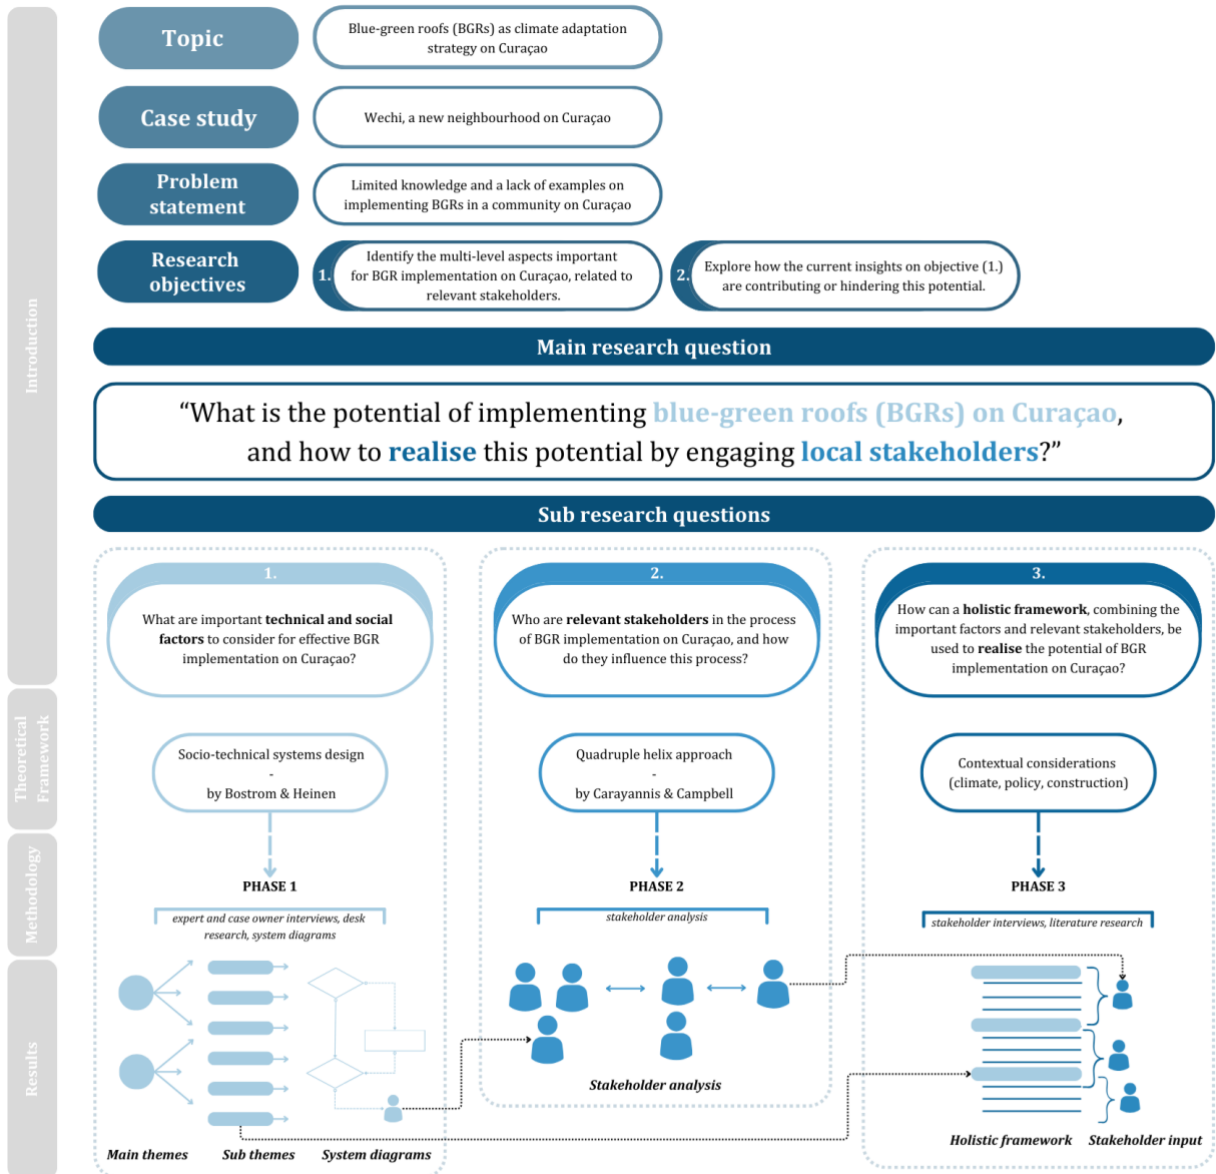 Topic
Blue-green roofs (BGRs) as climate adaptation
strategy on Curaçao
Case study
Wechi, a new neighbourhood on Curaçao
Problem
statement
Limited knowledge and a lack of examples on
implementing BGRs in a community on Curaçao
Research
objectives
1.
Identify the multi-level aspects important
for BGR implementation on Curaçao, related to
relevant stakeholders.
2.
Explore how the current insights on objective (1.)
are contributing or hindering this potential.
Introduction
Main research question
“What is the potential of implementing blue-green roofs (BGRs) on Curaçao,
and how to realise this potential by engaging local stakeholders?”
Sub research questions
1.
What are important technical and social
factors to consider for effective BGR
implementation on Curaçao?
2.
Who are relevant stakeholders in the process
of BGR implementation on Curaçao, and how
do they influence this process?
3.
How can a holistic framework, combining the
important factors and relevant stakeholders, be
used to realise the potential of BGR
implementation on Curaçao?
Theoretical
Framework
Socio-technical systems design
-
by Bostrom & Heinen
Quadruple helix approach
-
by Carayannis & Campbell
Contextual considerations
(climate, policy, construction)
Methodology
PHASE 1
expert and case owner interviews, desk
research, system diagrams
PHASE 2
stakeholder analysis
PHASE 3
stakeholder interviews, literature research
Results
Main themes
Sub themes
System diagrams
Stakeholder analysis
Holistic framework
Stakeholder input